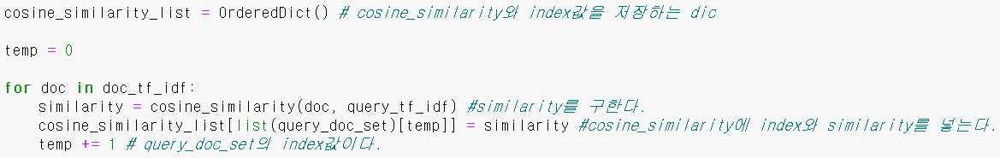 cosine_similarity_list = OrderedDict() # cosine_similarity와 index값을 저장하는 dic
temp = 0
for doc in doc_tf_idf:
    similarity = cosine_similarity(doc, query_tf_idf) #similarity를 구한다.
    cosine_similarity_list[list(query_doc_set)[temp]] = similarity #cosine_similarity에 index와 similarity를 넣는다.
    temp += 1 # query_doc_set의 index값이다.